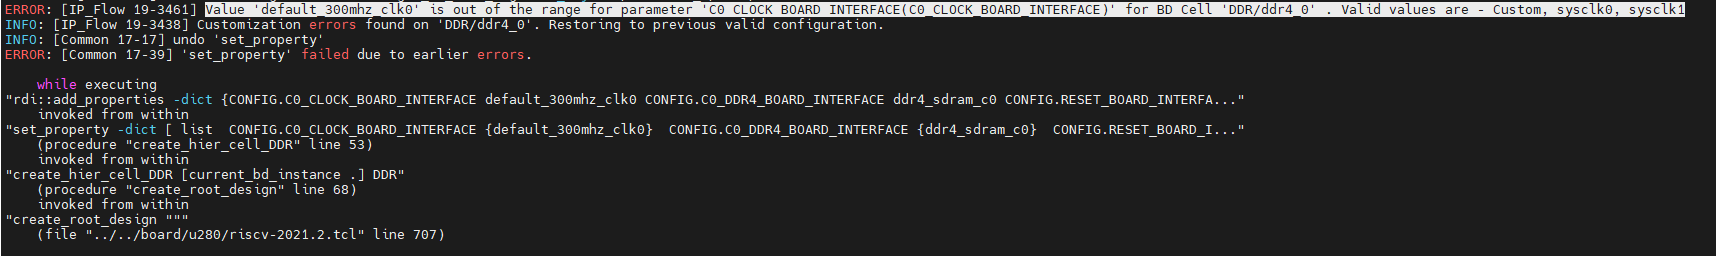 ERROR: [IP_Flow 19-3461] Value 'default_300mhz_clk0' is out of the range for parameter 'C0 CLOCK BOARD INTERFACE(C0_CLOCK_BOARD_INTERFACE)' for BD Cell 'DDR/ddr4_0' . Valid values are - Custom, sysclk0, sysclk1
INFO: [IP_Flow 19-3438] Customization errors found on 'DDR/ddr4_0'. Restoring to previous valid configuration.
INFO: [Common 17-17] undo 'set_property'
ERROR: [Common 17-39] 'set_property' failed due to earlier errors.
while executing
"rdi::add_properties -dict {CONFIG.C0_CLOCK_BOARD_INTERFACE default_300mhz_clk0 CONFIG.C0_DDR4_BOARD_INTERFACE ddr4_sdram_c0 CONFIG.RESET_BOARD_INTERFA..."
invoked from within
"set_property -dict [ list  CONFIG.C0_CLOCK_BOARD_INTERFACE {default_300mhz_clk0}  CONFIG.C0_DDR4_BOARD_INTERFACE {ddr4_sdram_c0}  CONFIG.RESET_BOARD_I..."
(procedure "create_hier_cell_DDR" line 53)
invoked from within
"create_hier_cell_DDR [current_bd_instance .] DDR"
(procedure "create_root_design" line 68)
invoked from within
"create_root_design """
(file "../../board/u280/riscv-2021.2.tcl" line 707)